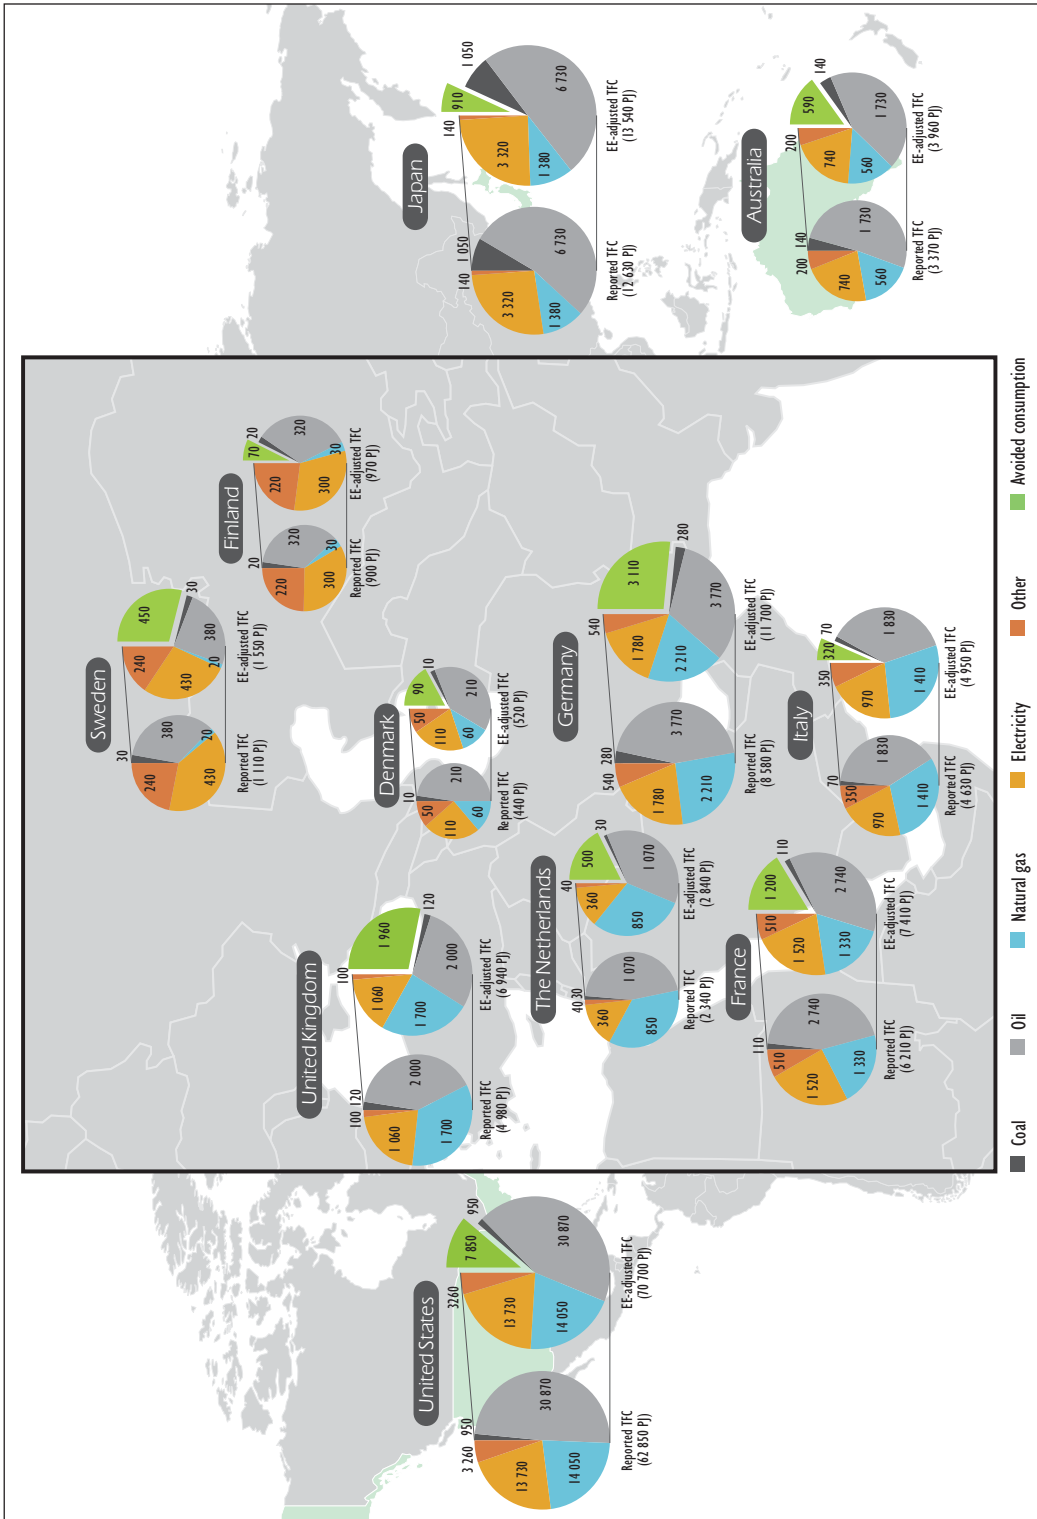 United States
3 260
950
13 730
30 870
14 050
Reported TFC
(62 850 PJ)
3260
7 850
950
13 730
30 870
14 050
EE-adjusted TFC
(70 700 PJ)
United Kingdom
100
120
1 060
2 000
1 700
Reported TFC
(4 980 PJ)
100
1 960
120
1 060
2 000
1 700
EE-adjusted TFC
(6 940 PJ)
Sweden
30
240
380
430
20
Reported TFC
(1 110 PJ)
450
30
240
380
430
20
EE-adjusted TFC
(1 550 PJ)
Finland
20
220
320
300
30
Reported TFC
(900 PJ)
70
20
220
320
300
30
EE-adjusted TFC
(970 PJ)
Denmark
10
50
210
110
60
Reported TFC
(440 PJ)
90
10
50
210
110
60
EE-adjusted TFC
(520 PJ)
The Netherlands
40
30
360
1 070
850
Reported TFC
(2 340 PJ)
40
500
30
360
1 070
850
EE-adjusted TFC
(2 840 PJ)
Germany
540
280
1 780
3 770
2 210
Reported TFC
(8 580 PJ)
540
3 110
280
1 780
3 770
2 210
EE-adjusted TFC
(11 700 PJ)
France
110
510
2 740
1 520
1 330
Reported TFC
(6 210 PJ)
1 200
110
510
2 740
1 520
1 330
EE-adjusted TFC
(7 410 PJ)
Italy
70
350
1 830
970
1 410
Reported TFC
(4 630 PJ)
350
320
70
970
1 830
1 410
EE-adjusted TFC
(4 950 PJ)
Japan
140
1 050
3 320
6 730
1 380
Reported TFC
(12 630 PJ)
140
910
1 050
3 320
6 730
1 380
EE-adjusted TFC
(13 540 PJ)
Australia
200
140
740
1 730
560
Reported TFC
(3 370 PJ)
200
590
140
740
1 730
560
EE-adjusted TFC
(3 960 PJ)
Coal
Oil
Natural gas
Electricity
Other
Avoided consumption